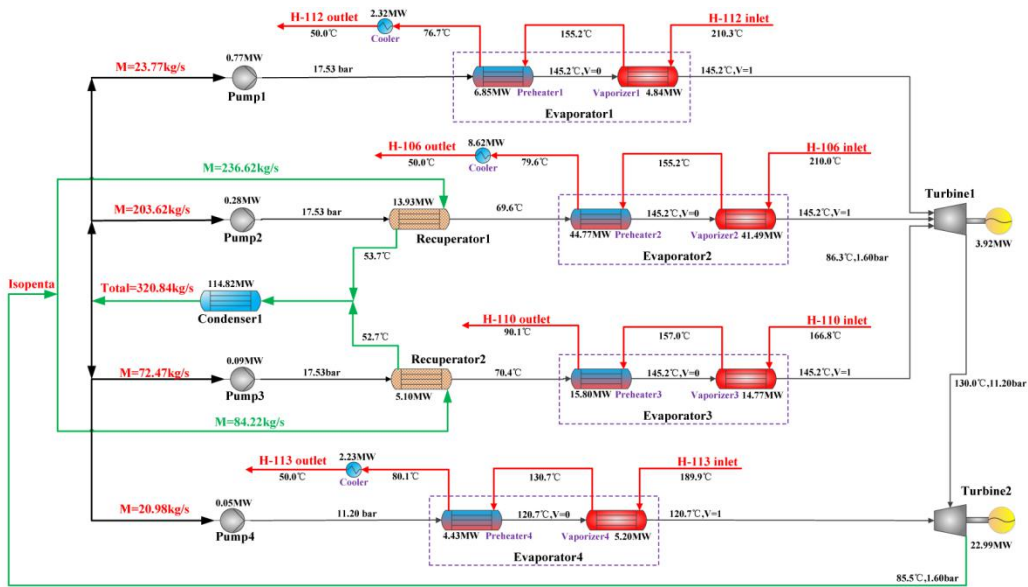 H-112 outlet
50.0℃
2.32MW
Cooler
76.7℃
155.2℃
H-112 inlet
210.3℃
M=23.77kg/s
0.77MW
Pump1
17.53 bar
6.85MW
Preheater1
145.2℃,V=0
Vaporizer1
4.84MW
145.2℃,V=1
Evaporator1
H-106 outlet
50.0℃
8.62MW
Cooler
79.6℃
155.2℃
H-106 inlet
210.0℃
M=236.62kg/s
M=203.62kg/s
0.28MW
Pump2
17.53 bar
13.93MW
Recuperator1
69.6℃
44.77MW
Preheater2
145.2℃,V=0
Vaporizer2
41.49MW
145.2℃,V=1
Evaporator2
Turbine1
3.92MW
86.3℃,1.60bar
53.7℃
Isopenta
Total=320.84kg/s
114.82MW
Condenser1
52.7℃
H-110 outlet
90.1℃
157.0℃
H-110 inlet
166.8℃
M=72.47kg/s
0.09MW
Pump3
17.53bar
Recuperator2
5.10MW
70.4℃
15.80MW
Preheater3
145.2℃,V=0
Vaporizer3
14.77MW
145.2℃,V=1
Evaporator3
130.0℃,11.20bar
M=84.22kg/s
H-113 outlet
50.0℃
2.23MW
Cooler
80.1℃
130.7℃
H-113 inlet
189.9℃
M=20.98kg/s
0.05MW
Pump4
11.20 bar
4.43MW
Preheater4
120.7℃,V=0
Vaporizer4
5.20MW
120.7℃,V=1
Evaporator4
Turbine2
22.99MW
85.5℃,1.60bar